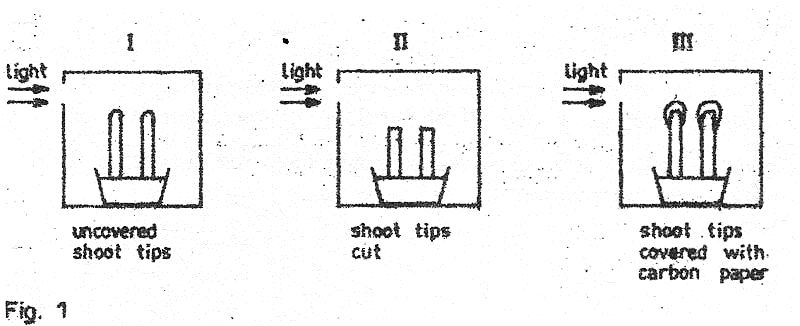 I
II
III
light
light
light
uncovered
shoot tips
shoot tips
cut
shoot tips
covered with
carbon paper
Fig. 1